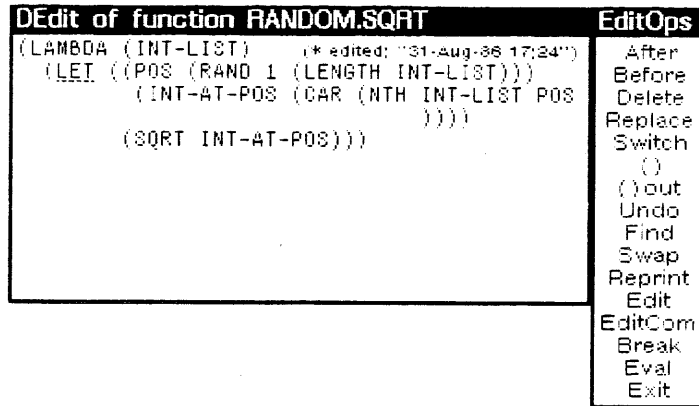 DEdit of function RANDOM.SQRT
(LAMBDA (INT-LIST) (* edited: "31-Aug-86 17:24")
(LET ((POS (RAND 1 (LENGTH INT-LIST)))
(INT-AT-POS (CAR (NTH INT-LIST POS
))))
(SQRT INT-AT-POS)))
EditOps
After
Before
Delete
Replace
Switch
()
() out
Undo
Find
Swap
Reprint
Edit
EditCom
Break
Eval
Exit